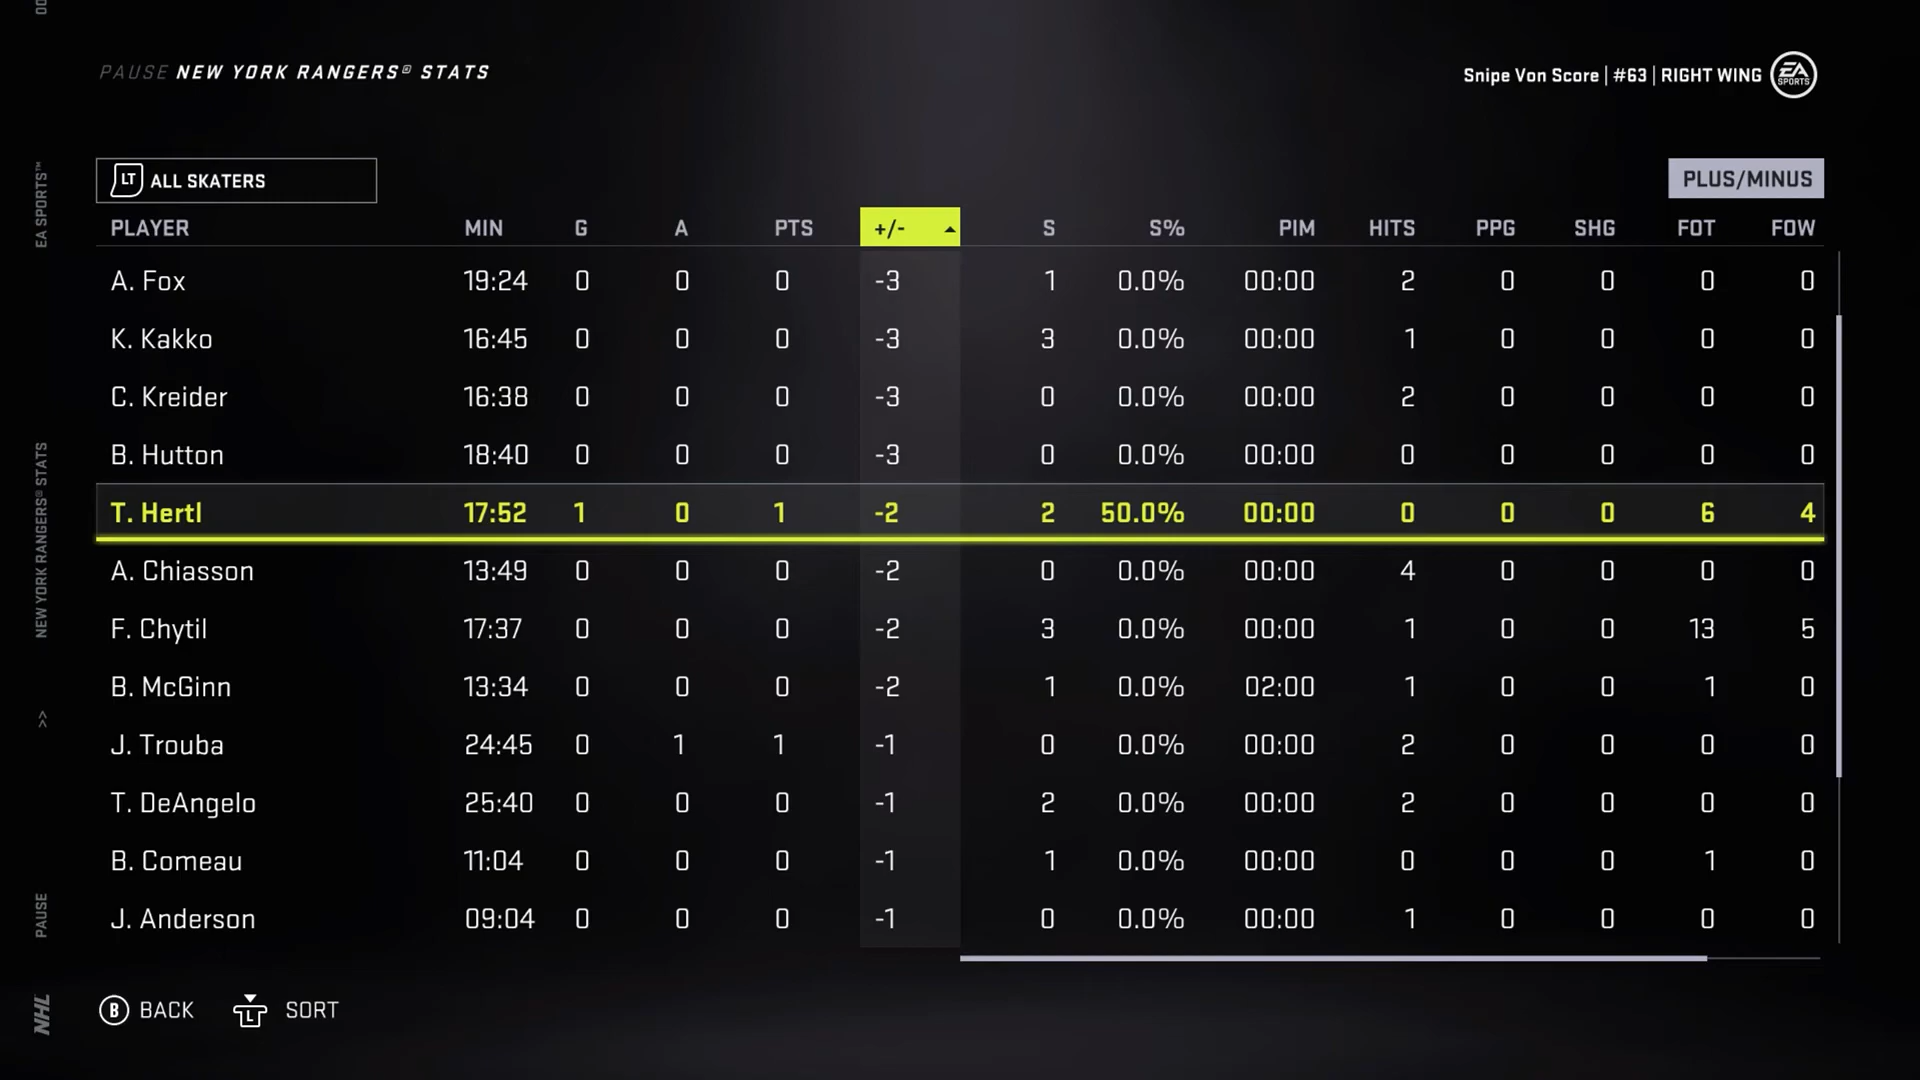 PAUSE NEW YORK RANGERS® STATS
Snipe Von Score | #63 | RIGHT WING EA SPORTS
LT ALL SKATERS
PLUS/MINUS
PLAYER MIN G A PTS +/- S S% PIM HITS PPG SHG FOT FOW
A. Fox 19:24 0 0 0 -3 1 0.0% 00:00 2 0 0 0 0
K. Kakko 16:45 0 0 0 -3 3 0.0% 00:00 1 0 0 0 0
C. Kreider 16:38 0 0 0 -3 0 0.0% 00:00 2 0 0 0 0
B. Hutton 18:40 0 0 0 -3 0 0.0% 00:00 0 0 0 0 0
T. Hertl 17:52 1 0 1 -2 2 50.0% 00:00 0 0 0 6 4
A. Chiasson 13:49 0 0 0 -2 0 0.0% 00:00 4 0 0 0 0
F. Chytil 17:37 0 0 0 -2 3 0.0% 00:00 1 0 0 13 5
B. McGinn 13:34 0 0 0 -2 1 0.0% 02:00 1 0 0 1 0
J. Trouba 24:45 0 1 1 -1 0 0.0% 00:00 2 0 0 0 0
T. DeAngelo 25:40 0 0 0 -1 2 0.0% 00:00 2 0 0 0 0
B. Comeau 11:04 0 0 0 -1 1 0.0% 00:00 0 0 0 1 0
J. Anderson 09:04 0 0 0 -1 0 0.0% 00:00 1 0 0 0 0
B BACK L SORT
NHL PAUSE >> NEW YORK RANGERS® STATS EA SPORTS™